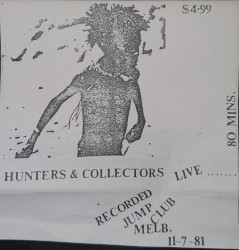 $4.99
80 MINS.
HUNTERS & COLLECTORS LIVE .......
RECORDED
JUMP CLUB
MELB.
11-7-81